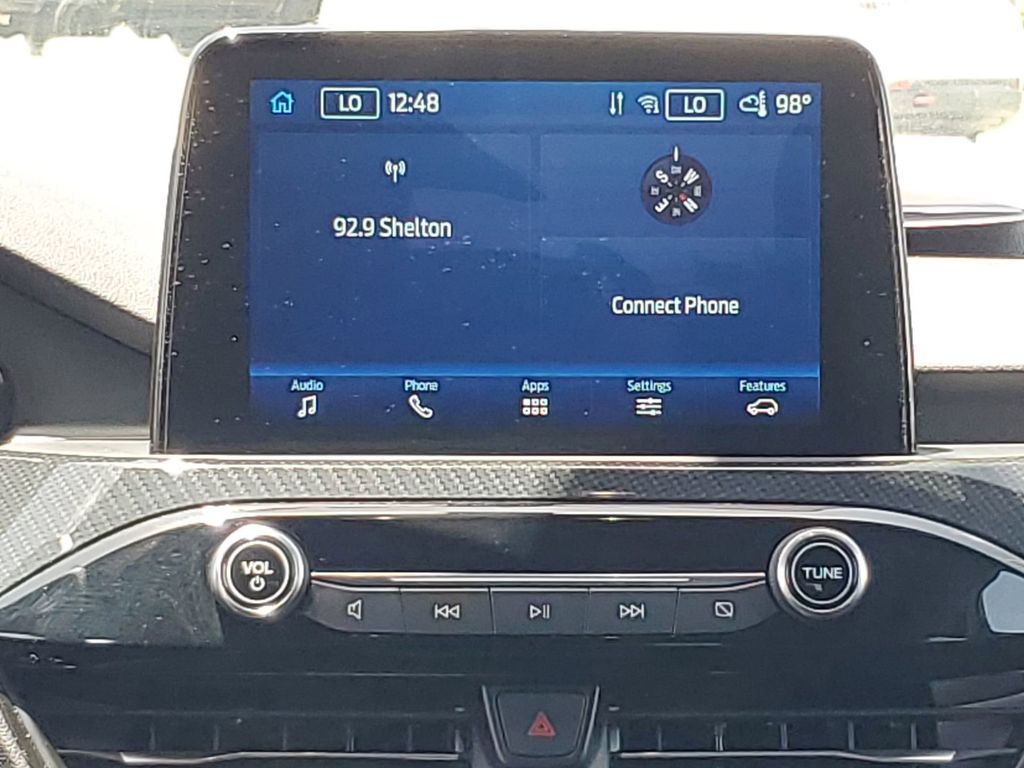 LO 12:48 LO 98°
92.9 Shelton
S W
E N
Connect Phone
Audio Phone Apps Settings Features
VOL
TUNE